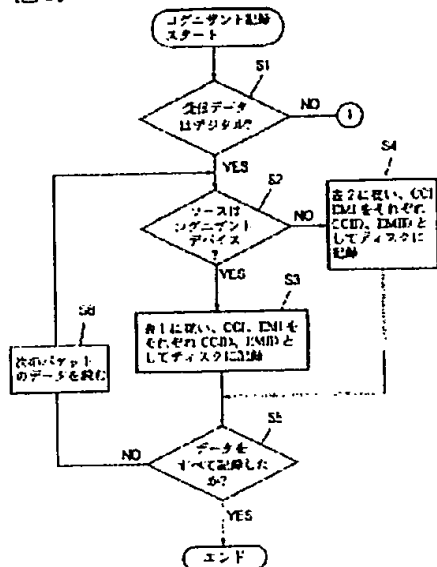 コグニザント記録
スタート
S1
受信データ
はデジタル?
NO
1
YES
S2
ソースは
コグニザント
デバイス
?
NO
S4
表2に従い、CCI
EMIをそれぞれ
CCID、EMIDと
してディスクに
記録
YES
S3
表1に従い、CCI、EMIを
それぞれCCID、EMIDと
してディスクに記録
S6
次のパケット
のデータを読む
S5
データを
すべて記録した
か?
NO
YES
エンド